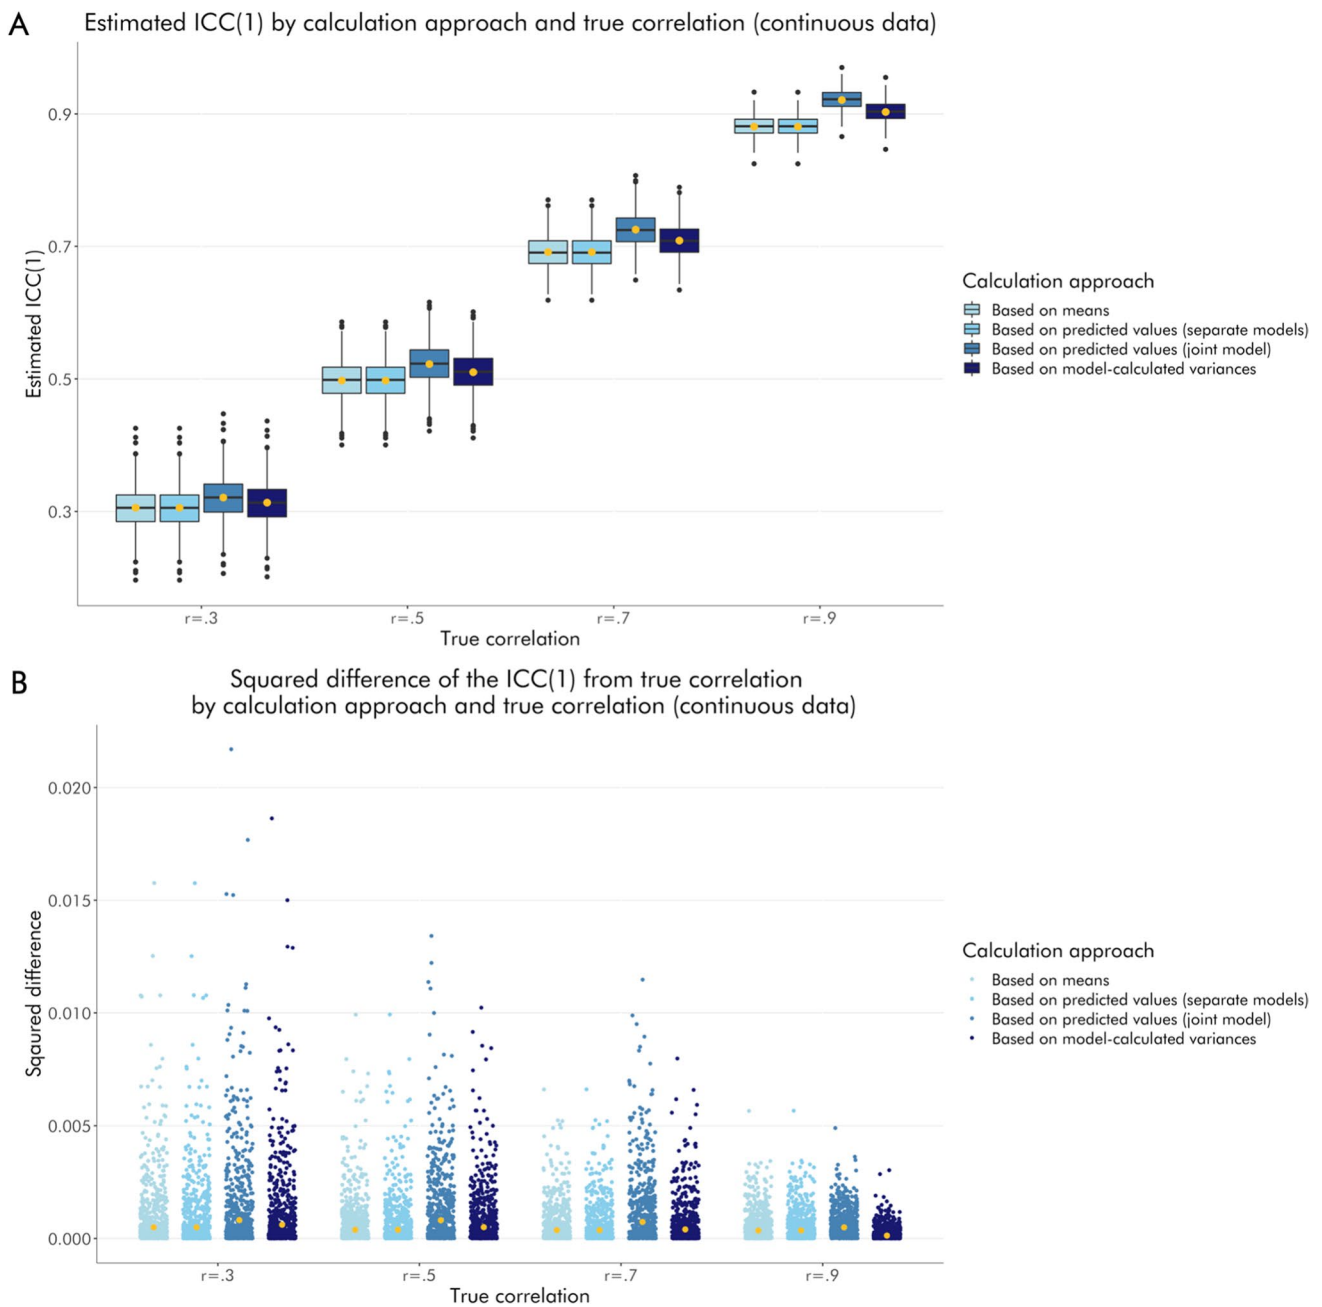 A
Estimated ICC(1) by calculation approach and true correlation (continuous data)
0.9
0.7
0.5
0.3
Estimated ICC(1)
r=.3
r=.5
r=.7
r=.9
True correlation
Calculation approach
Based on means
Based on predicted values (separate models)
Based on predicted values (joint model)
Based on model-calculated variances
B
Squared difference of the ICC(1) from true correlation
by calculation approach and true correlation (continuous data)
0.020
0.015
0.010
0.005
0.000
Sqaured difference
r=.3
r=.5
r=.7
r=.9
True correlation
Calculation approach
Based on means
Based on predicted values (separate models)
Based on predicted values (joint model)
Based on model-calculated variances